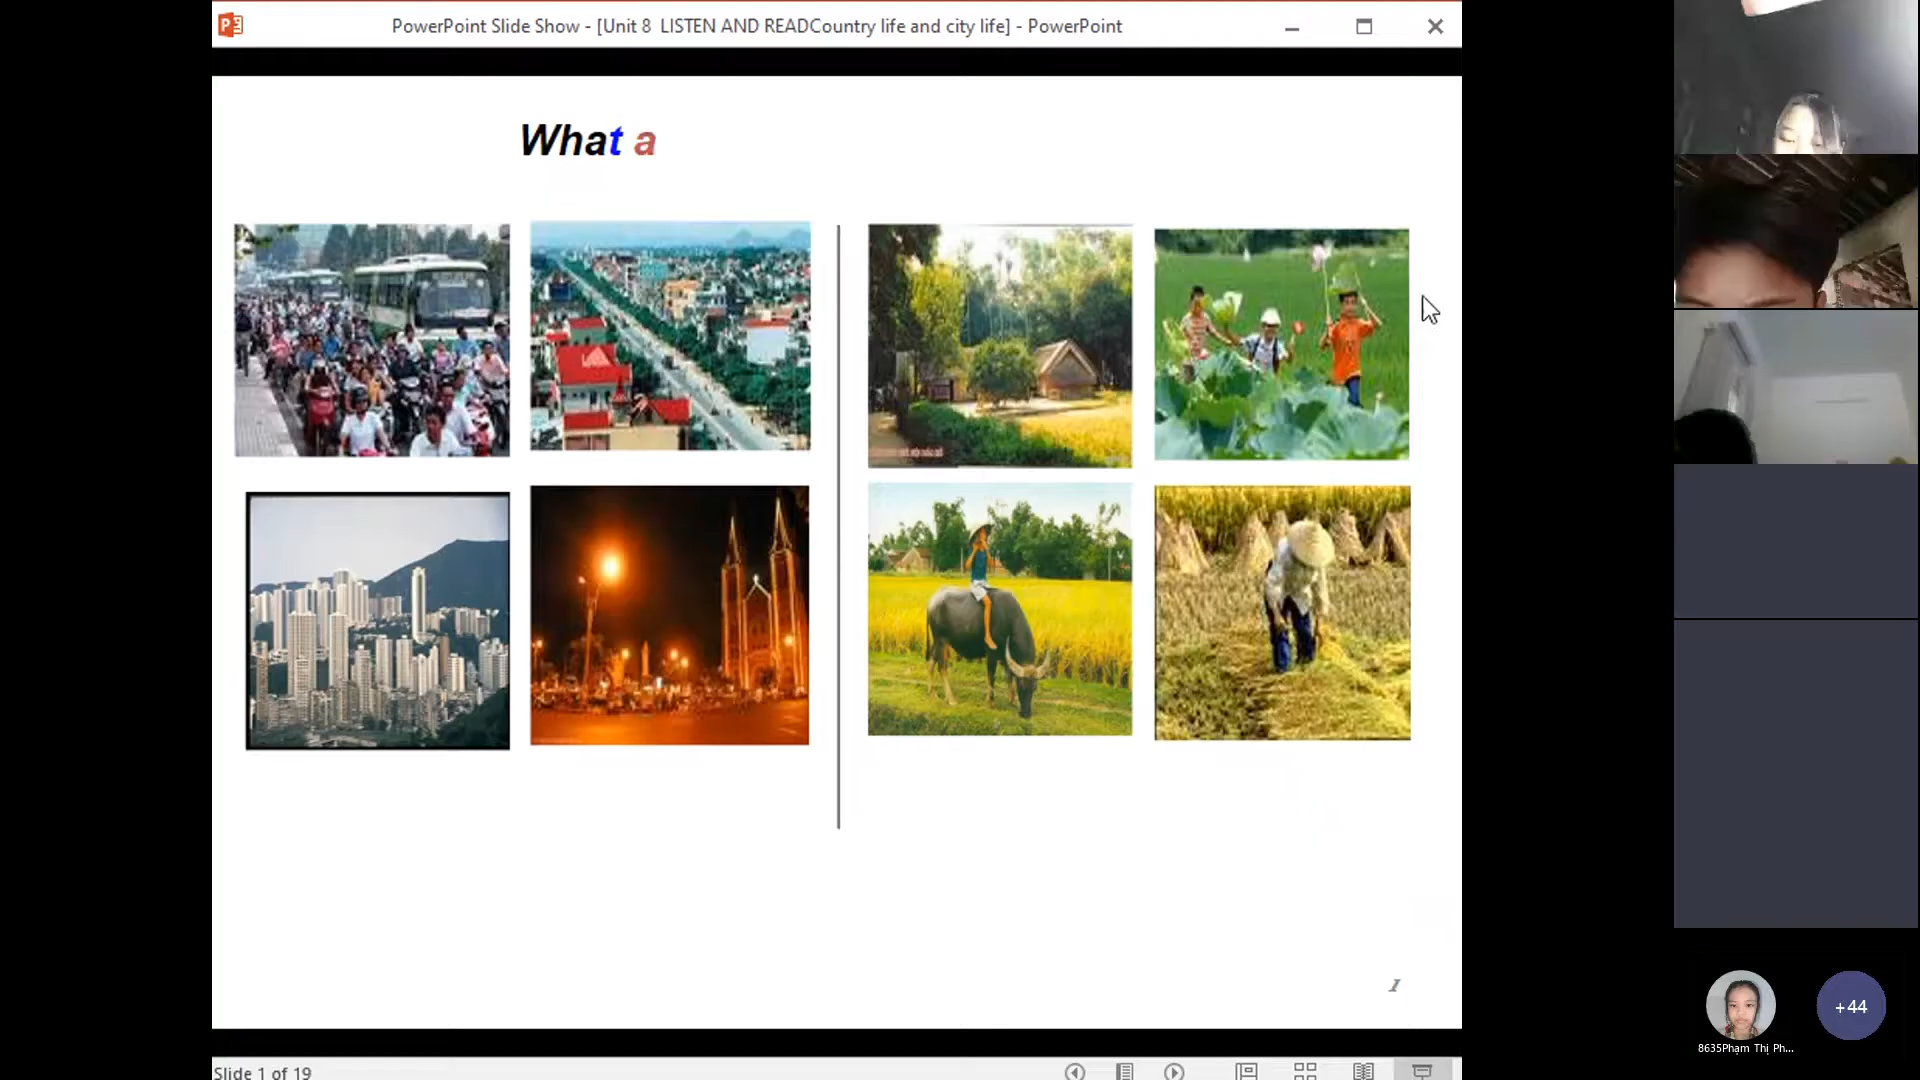 PowerPoint Slide Show - [Unit 8 LISTEN AND READCountry life and city life] - PowerPoint
What a
1
8635Phạm Thị Ph...
+44
Slide 1 of 19